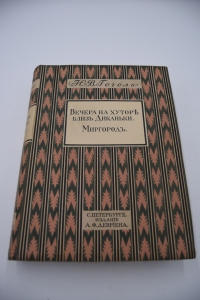 Н.В. Гоголь
ВЕЧЕРА НА ХУТОРѢ
БЛИЗЪ ДИКАНЬКИ.
МИРГОРОДЪ.
С.ПЕТЕРБУРГЪ.
ИЗДАНІЕ
А.Ф.ДЕВРІЕНА.